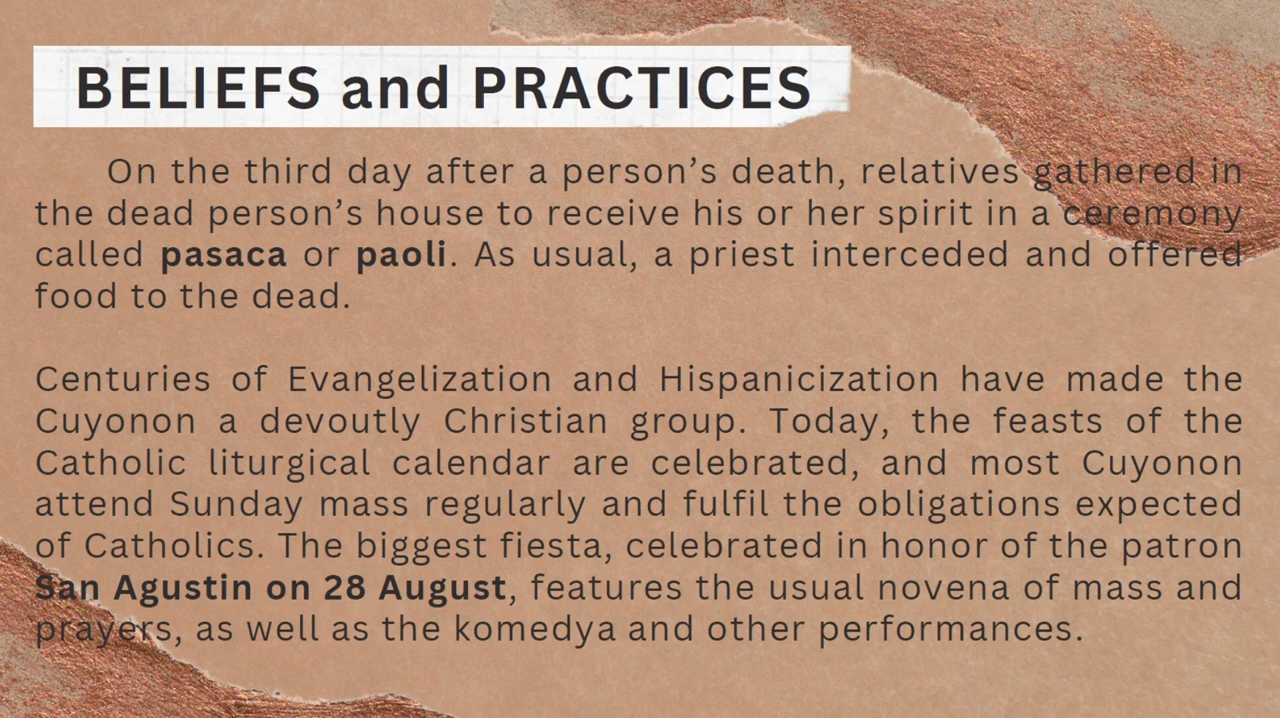 BELIEFS and PRACTICES
On the third day after a person’s death, relatives gathered in
the dead person’s house to receive his or her spirit in a ceremony
called pasaca or paoli. As usual, a priest interceded and offered
food to the dead.
Centuries of Evangelization and Hispanicization have made the
Cuyonon a devoutly Christian group. Today, the feasts of the
Catholic liturgical calendar are celebrated, and most Cuyonon
attend Sunday mass regularly and fulfil the obligations expected
of Catholics. The biggest fiesta, celebrated in honor of the patron
San Agustin on 28 August, features the usual novena of mass and
prayers, as well as the komedya and other performances.